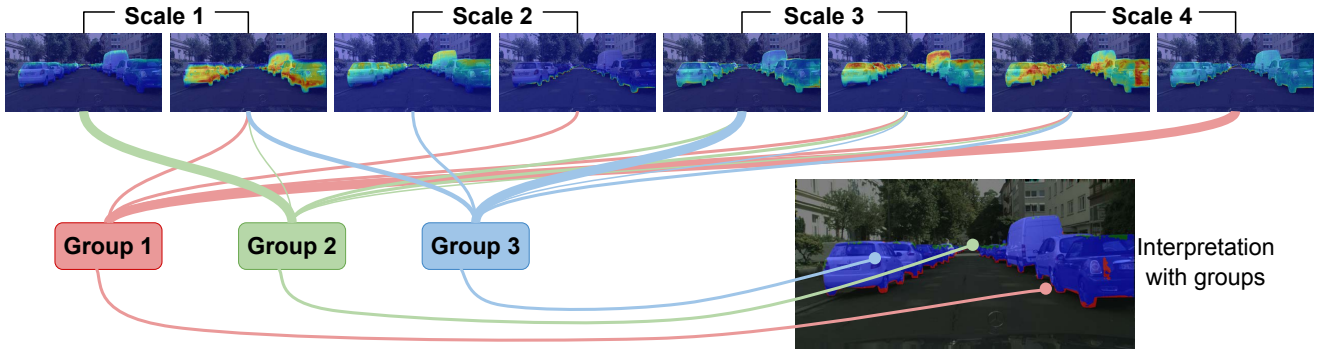 Scale 1
Scale 2
Scale 3
Scale 4
Group 1
Group 2
Group 3
Interpretation
with groups